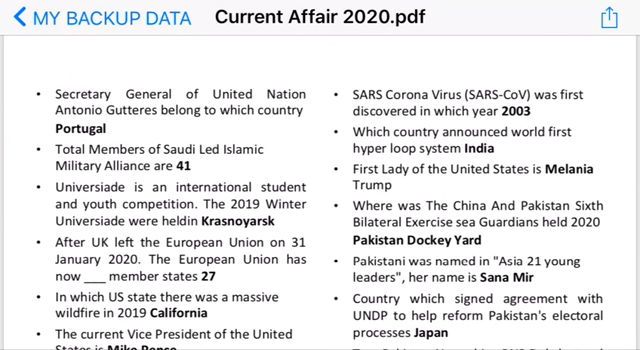 MY BACKUP DATA
Current Affair 2020.pdf
• Secretary General of United Nation
Antonio Gutteres belong to which country
Portugal
• Total Members of Saudi Led Islamic
Military Alliance are 41
• Universiade is an international student
and youth competition. The 2019 Winter
Universiade were heldin Krasnoyarsk
• After UK left the European Union on 31
January 2020. The European Union has
now ___ member states 27
• In which US state there was a massive
wildfire in 2019 California
• The current Vice President of the United
States is Mike Pence
• SARS Corona Virus (SARS-CoV) was first
discovered in which year 2003
• Which country announced world first
hyper loop system India
• First Lady of the United States is Melania
Trump
• Where was The China And Pakistan Sixth
Bilateral Exercise sea Guardians held 2020
Pakistan Dockey Yard
• Pakistani was named in "Asia 21 young
leaders", her name is Sana Mir
• Country which signed agreement with
UNDP to help reform Pakistan's electoral
processes Japan